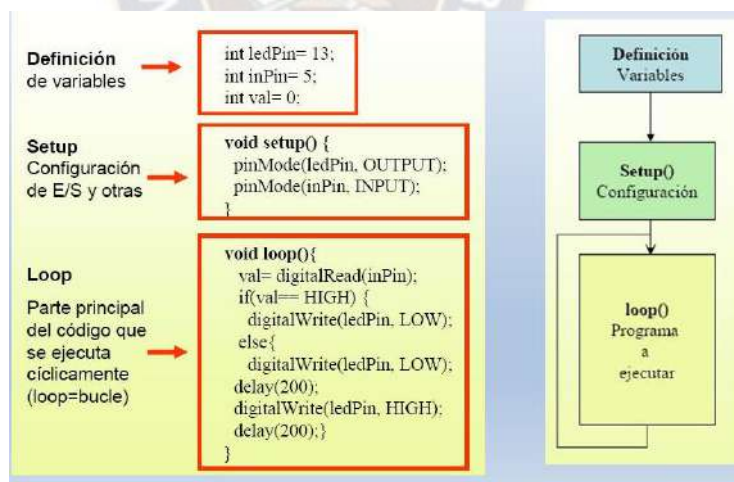 Definición
de variables
int ledPin= 13;
int inPin= 5;
int val= 0;
Setup
Configuración
de E/S y otras
void setup() {
pinMode(ledPin, OUTPUT);
pinMode(inPin, INPUT);
}
Loop
Parte principal
del código que
se ejecuta
cíclicamente
(loop=bucle)
void loop(){
val= digitalRead(inPin);
if(val== HIGH) {
digitalWrite(ledPin, LOW);
else{
digitalWrite(ledPin, LOW);
delay(200);
digitalWrite(ledPin, HIGH);
delay(200);}
}
Definición
Variables
Setup()
Configuración
loop()
Programa
a
ejecutar